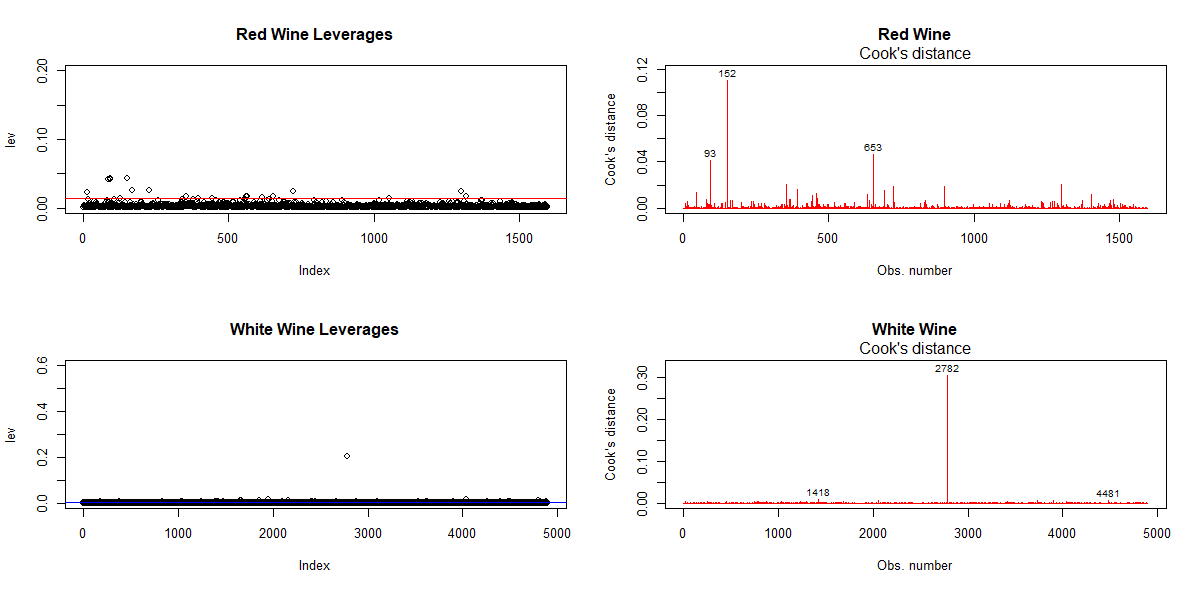 Red Wine Leverages
lev
0.20
0.10
0.00
0 500 1000 1500
Index
Red Wine
Cook's distance
Cook's distance
0.12
0.08
0.04
0.00
152
93
653
0 500 1000 1500
Obs. number
White Wine Leverages
lev
0.6
0.4
0.2
0.0
0 1000 2000 3000 4000 5000
Index
White Wine
Cook's distance
Cook's distance
0.30
0.20
0.10
0.00
2782
1418
4481
0 1000 2000 3000 4000 5000
Obs. number